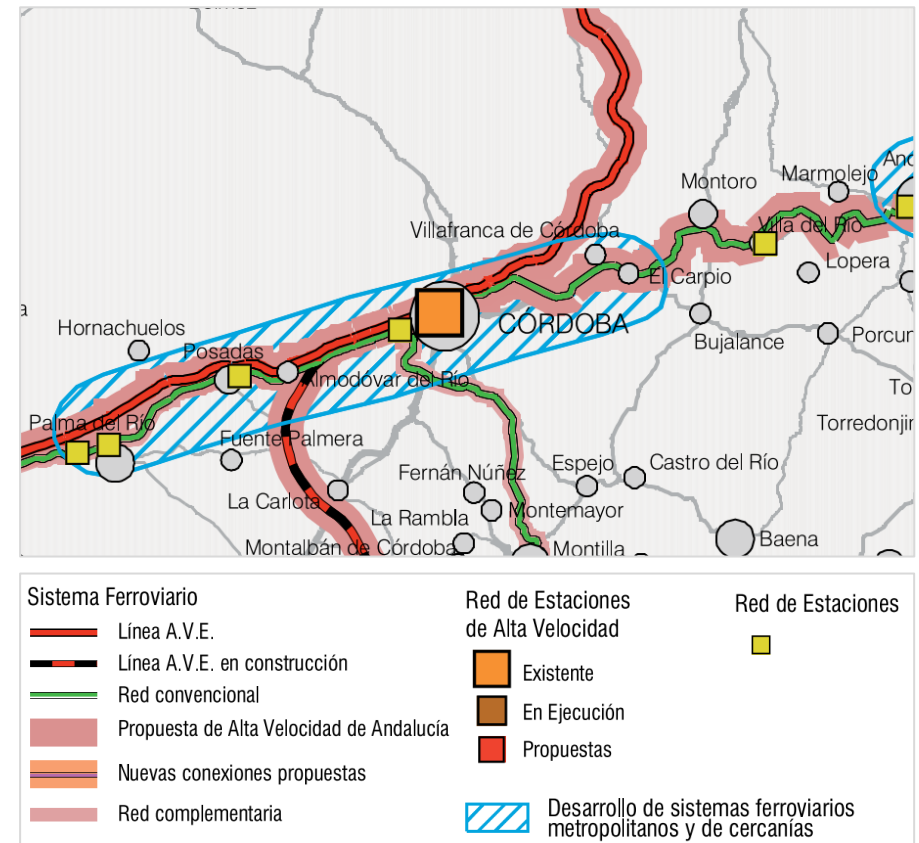 Marmolejo
Montoro
Villafranca de Córdoba
Villa del Río
Lopera
El Carpio
CÓRDOBA
Hornachuelos
Bujalance
Posadas
Almodóvar del Río
Palma del Río
Fuente Palmera
Fernán Núñez
Espejo
Castro del Río
La Carlota
La Rambla
Montemayor
Montalbán de Córdoba
Montilla
Baena
Porcur
To
Torredonjir
Sistema Ferroviario
Línea A.V.E.
Línea A.V.E. en construcción
Red convencional
Propuesta de Alta Velocidad de Andalucía
Nuevas conexiones propuestas
Red complementaria
Red de Estaciones
de Alta Velocidad
Existente
En Ejecución
Propuestas
Desarrollo de sistemas ferroviarios
metropolitanos y de cercanías
Red de Estaciones